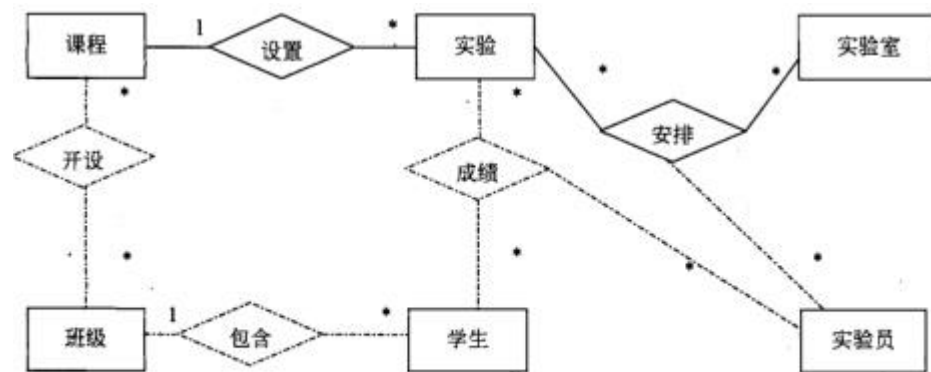 课程 1 设置 * 实验 实验室
* * * *
开设 成绩 安排
* * * *
班级 1 包含 * 学生 实验员